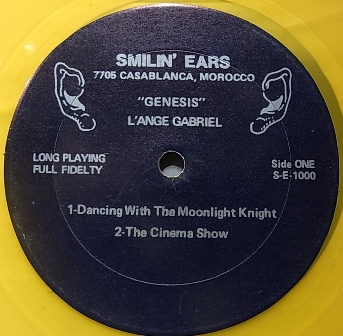 SMILIN' EARS
7705 CASABLANCA, MOROCCO
"GENESIS"
L'ANGE GABRIEL
LONG PLAYING
FULL FIDELTY
Side ONE
S-E-1000
1-Dancing With The Moonlight Knight
2-The Cinema Show